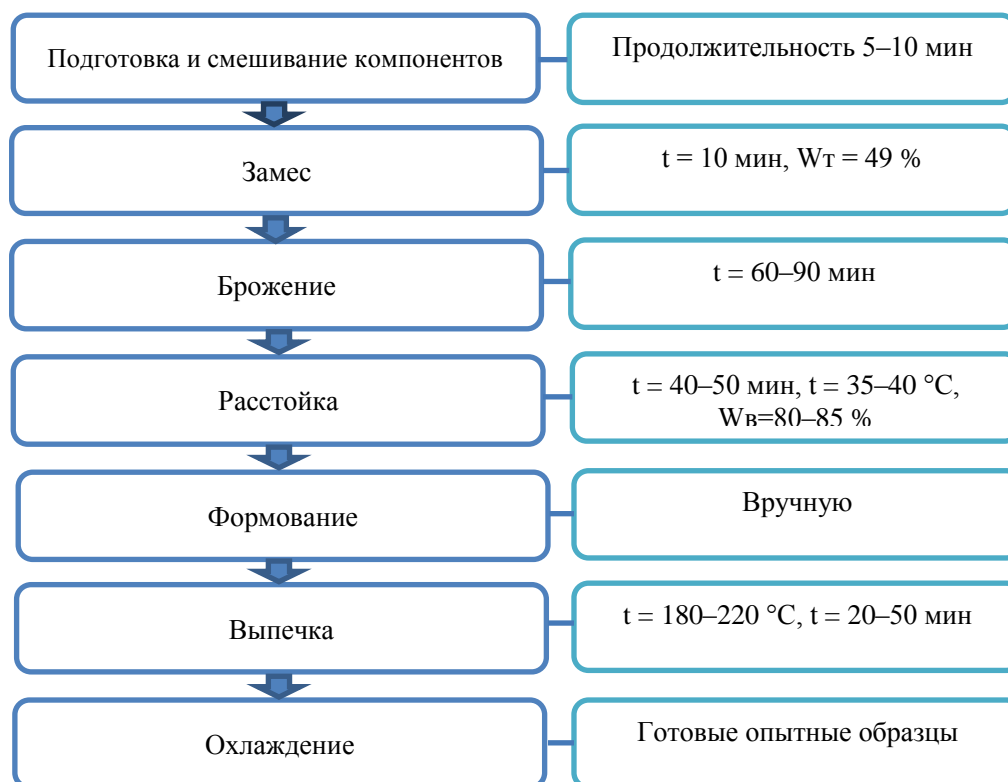 Подготовка и смешивание компонентов
Продолжительность 5–10 мин
Замес
t = 10 мин, Wт = 49 %
Брожение
t = 60–90 мин
Расстойка
t = 40–50 мин, t = 35–40 °C,
Wв=80–85 %
Формование
Вручную
Выпечка
t = 180–220 °C, t = 20–50 мин
Охлаждение
Готовые опытные образцы